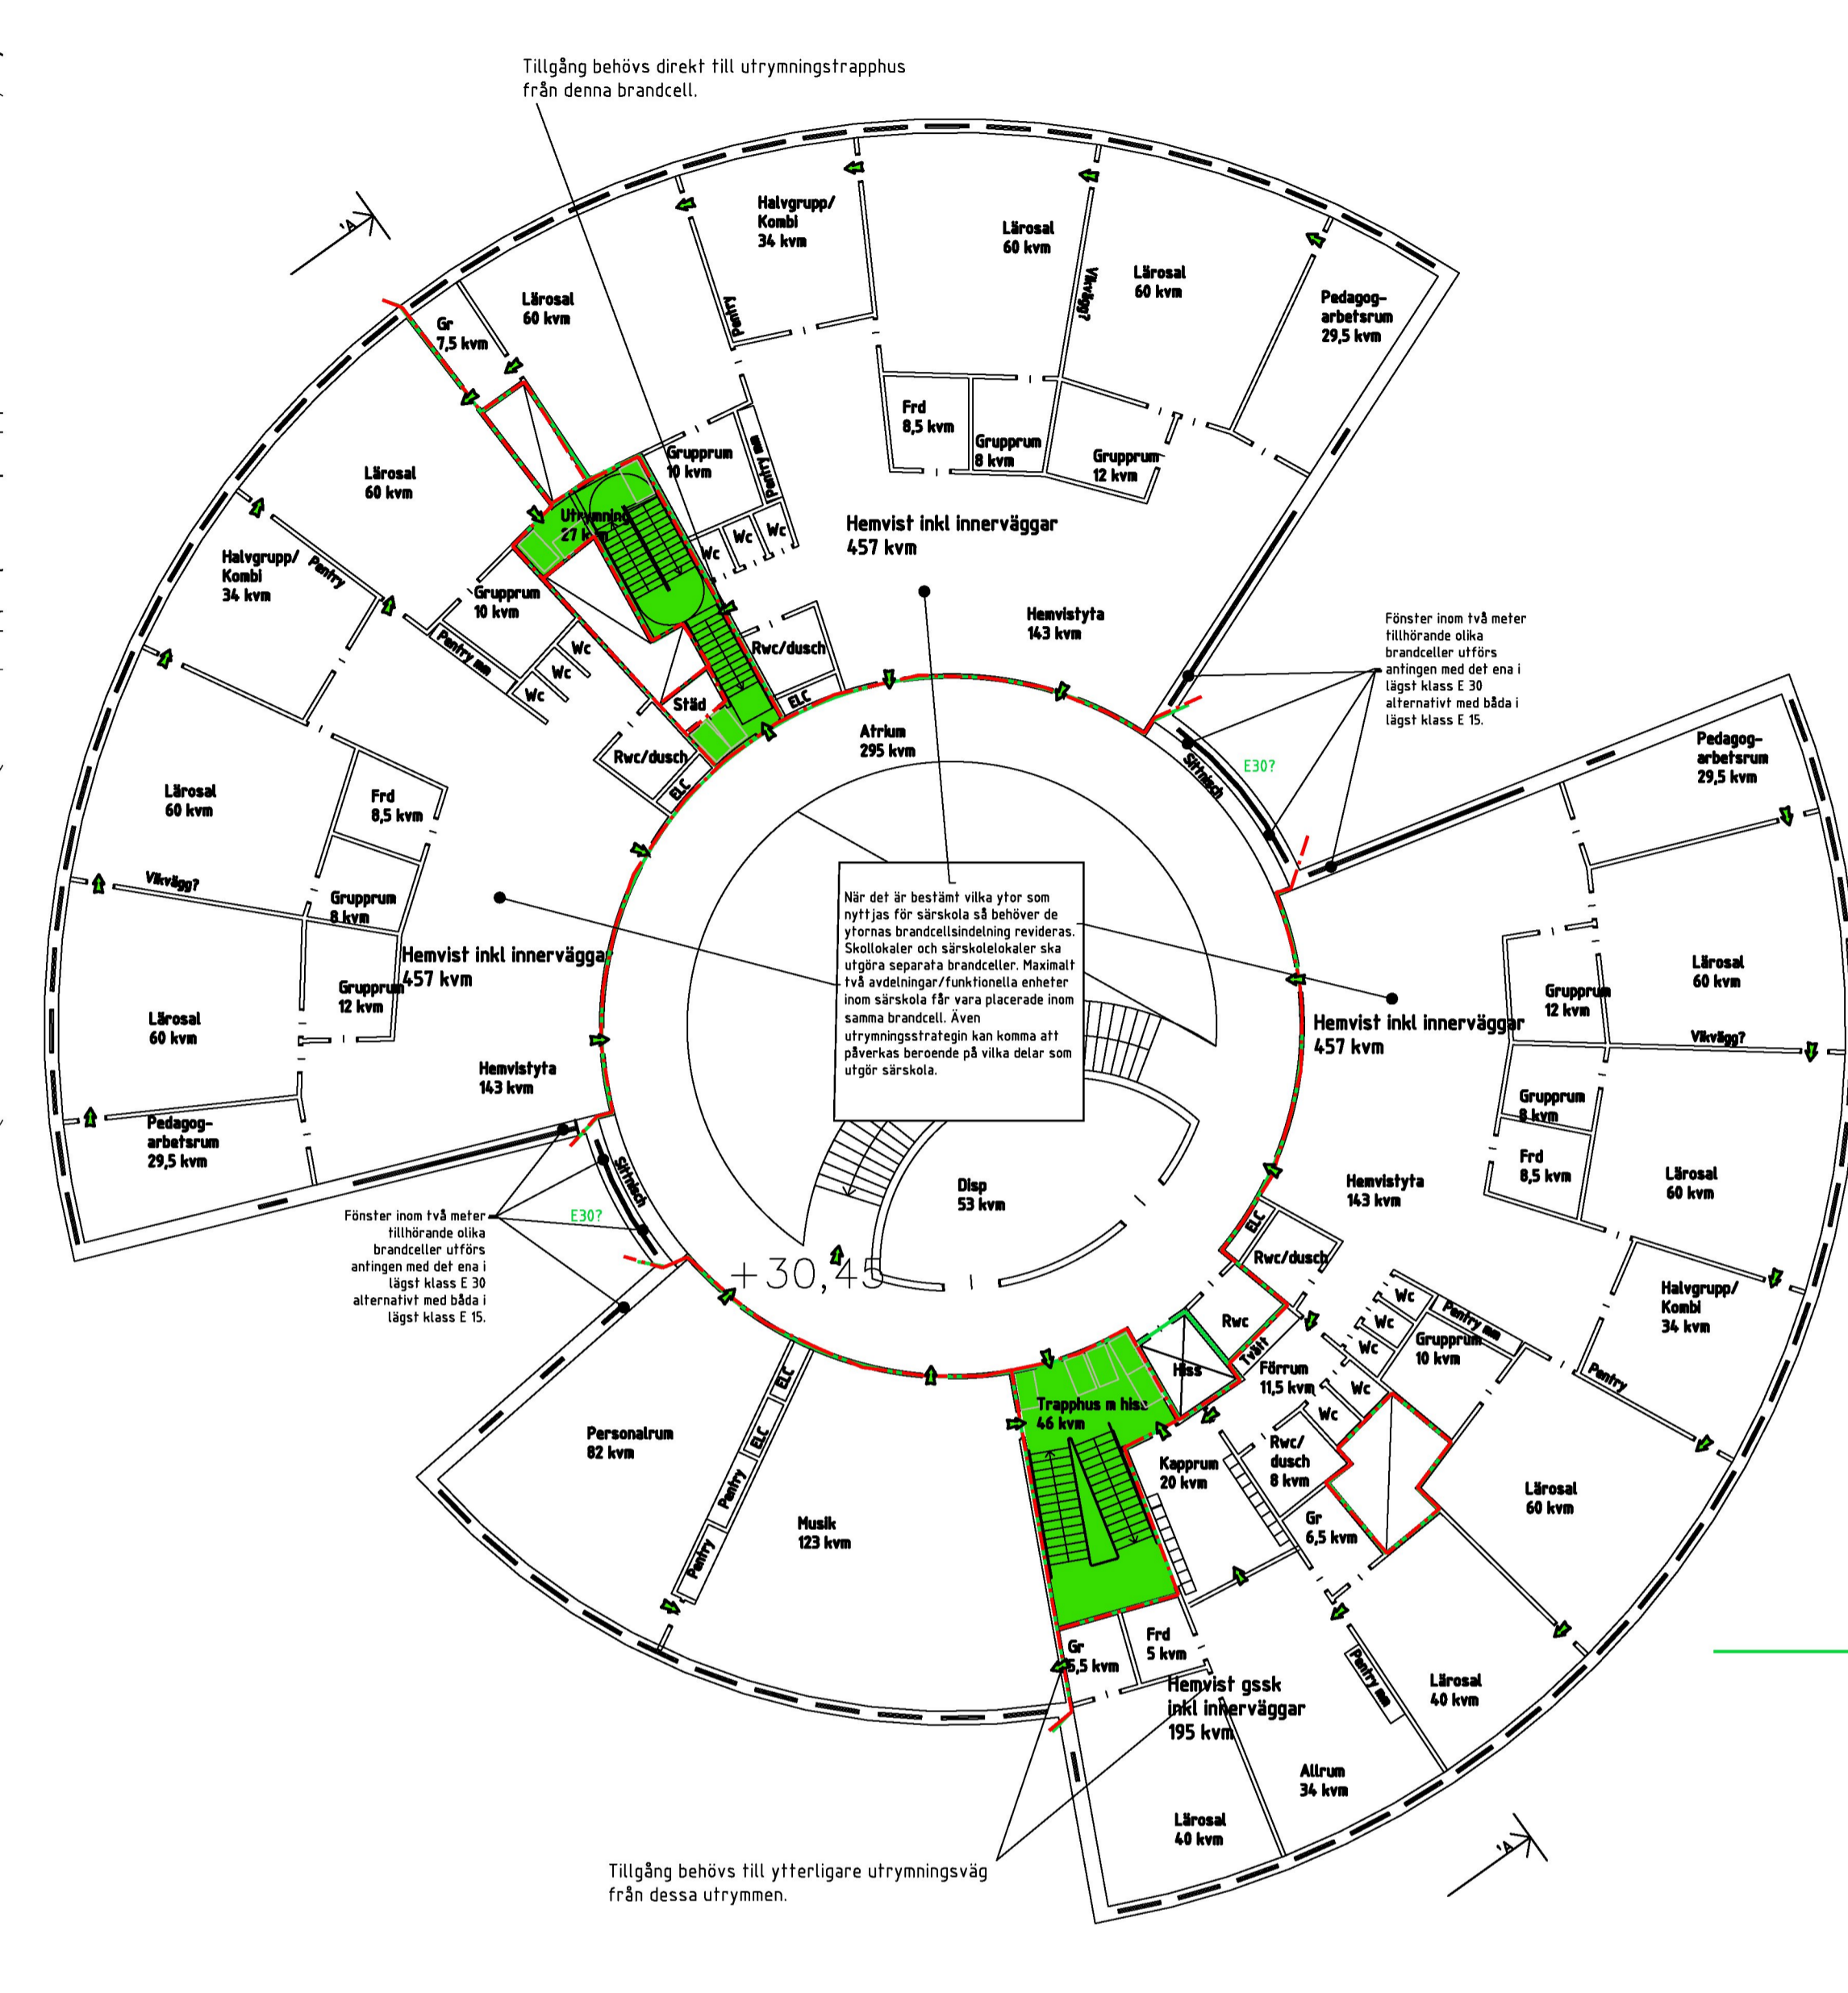 Tillgång behövs direkt till utrymningstrapphus
från denna brandcell.
'A'
Halvgrupp/
Kombi
34 kvm
Pentry
Lärosal
60 kvm
Vikvägg?
Lärosal
60 kvm
Pedagog-
arbetsrum
29,5 kvm
Gr
7,5 kvm
Lärosal
60 kvm
Frd
8,5 kvm
Grupprum
8 kvm
Grupprum
12 kvm
Grupprum
10 kvm
Pentry mm
Wc
Wc
Wc
Lärosal
60 kvm
Utrymning
Hemvist inkl innerväggar
457 kvm
Halvgrupp/
Kombi
34 kvm
Pentry
Grupprum
10 kvm
Pentry mm
Wc
Wc
Wc
Hemvistyta
143 kvm
Rwc/dusch
ELC
Städ
Rwc/dusch
ELC
Atrium
295 kvm
Fönster inom två meter
tillhörande olika
brandceller utförs
antingen med det ena i
lägst klass E 30
alternativt med båda i
lägst klass E 15.
E30?
Sittnisch
Lärosal
60 kvm
Frd
8,5 kvm
Vikvägg?
Grupprum
8 kvm
Hemvist inkl innervägga
457 kvm
Grupprum
12 kvm
Lärosal
60 kvm
Hemvistyta
143 kvm
Pedagog-
arbetsrum
29,5 kvm
När det är bestämt vilka ytor som
nyttjas för särskola så behöver de
ytornas brandcellsindelning revideras.
Skollokaler och särskolelokaler ska
utgöra separata brandceller. Maximalt
två avdelningar/funktionella enheter
inom särskola får vara placerade inom
samma brandcell. Även
utrymningsstrategin kan komma att
påverkas beroende på vilka delar som
utgör särskola.
Pedagog-
arbetsrum
29,5 kvm
Lärosal
60 kvm
Grupprum
12 kvm
Hemvist inkl innerväggar
457 kvm
Vikvägg?
Grupprum
8 kvm
Frd
8,5 kvm
Lärosal
60 kvm
Hemvistyta
143 kvm
Sittnisch
E30?
Fönster inom två meter
tillhörande olika
brandceller utförs
antingen med det ena i
lägst klass E 30
alternativt med båda i
lägst klass E 15.
Disp
53 kvm
+30,45
ELC
Rwc/dusch
Rwc
Tvätt
Hiss
Förrum
11,5 kvm
Wc
Wc
Wc
Wc
Wc
Pentry mm
Grupprum
10 kvm
Halvgrupp/
Kombi
34 kvm
Pentry
Personalrum
82 kvm
ELC
ELC
Pentry
Pentry
Musik
123 kvm
Trapphus m hiss
46 kvm
Kapprum
20 kvm
Rwc/
dusch
8 kvm
Gr
6,5 kvm
Lärosal
60 kvm
Gr
5,5 kvm
Frd
5 kvm
Hemvist gssk
inkl innerväggar
195 kvm
Pentry mm
Lärosal
40 kvm
Allrum
34 kvm
Lärosal
40 kvm
'A'
Tillgång behövs till ytterligare utrymningsväg
från dessa utrymmen.